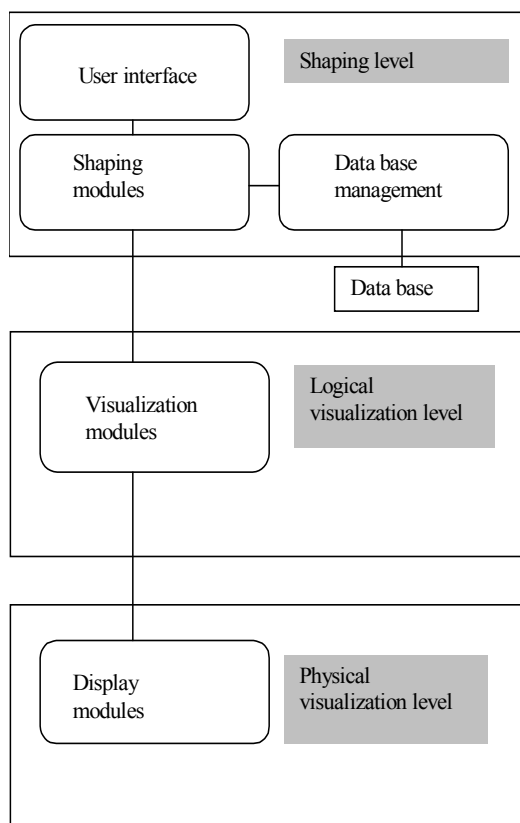 User interface
Shaping level
Shaping
modules
Data base
management
Data base
Visualization
modules
Logical
visualization level
Display
modules
Physical
visualization level